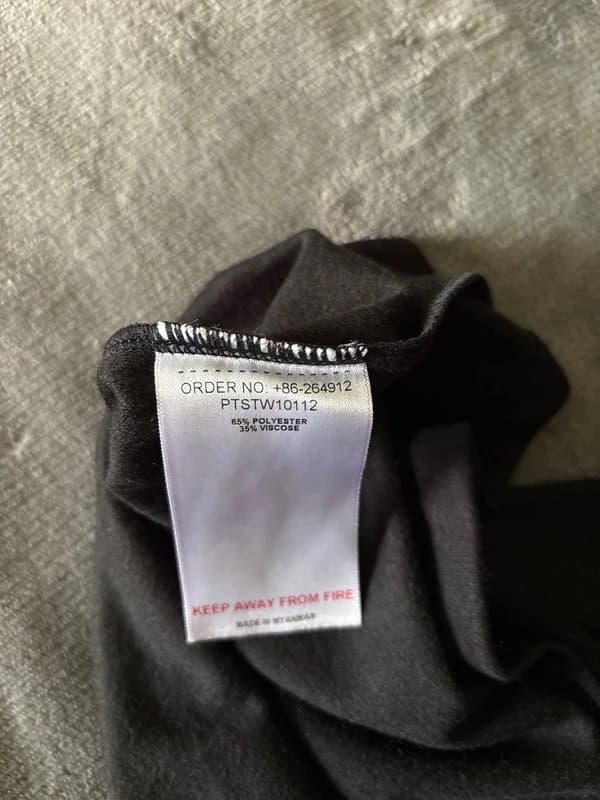 ORDER NO: +86-264912
PTSTW10112
65% POLYESTER
35% VISCOSE
KEEP AWAY FROM FIRE
MADE IN MYANMAR